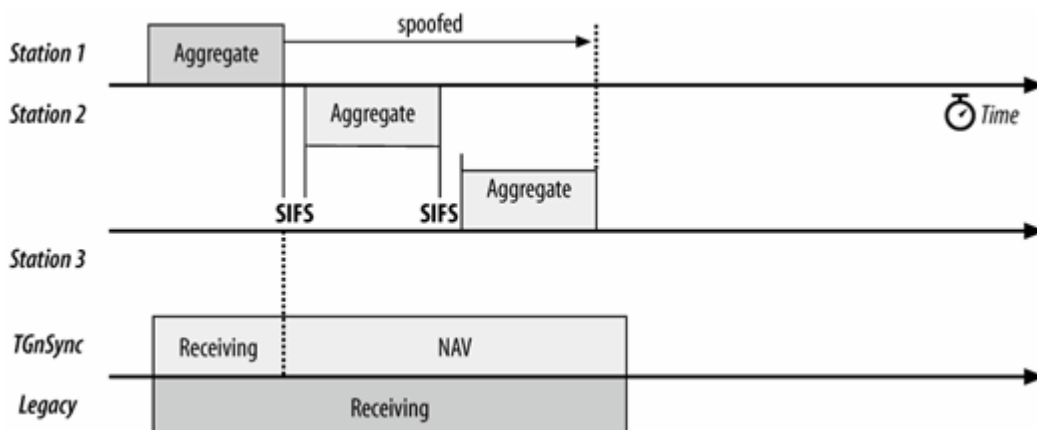 spoofed
Station 1 Aggregate
Station 2 Aggregate Time
Aggregate
SIFS SIFS
Station 3
TGnSync Receiving NAV
Legacy Receiving